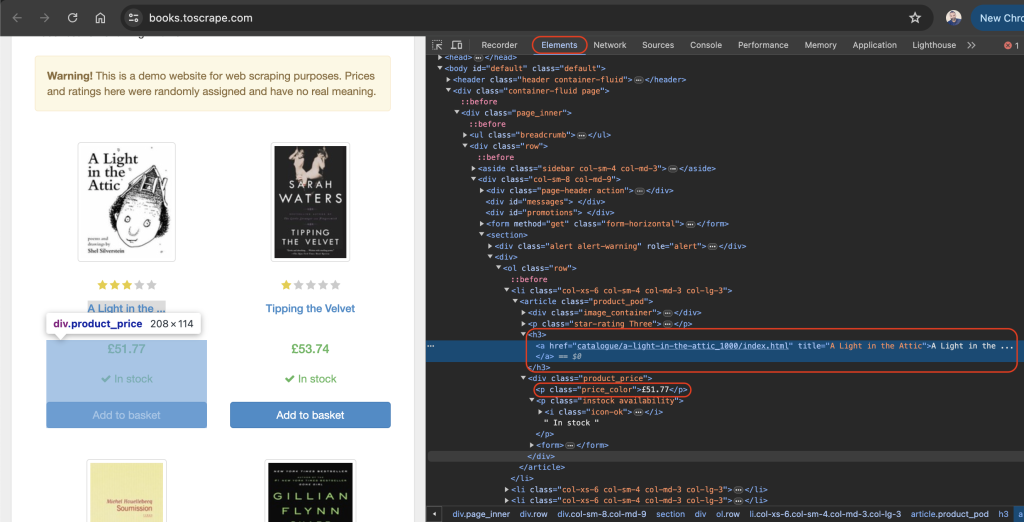 books.toscrape.com
New Chro
Warning! This is a demo website for web scraping purposes. Prices
and ratings here were randomly assigned and have no real meaning.
A Light
in the
Attic
poems and
drawings by
Shel Silverstein
SARAH
WATERS
TIPPING
THE VELVET
A Light in the ...
Tipping the Velvet
div.product_price 208 × 114
£51.77
£53.74
In stock
In stock
Add to basket
Add to basket
Soumission
NEW YORK TIMES BESTSELLER
GILLIAN
FLYNN
Recorder Elements Network Sources Console Performance Memory Application Lighthouse 1
<head> </head>
<body id="default" class="default">
<header class="header container-fluid"> </header>
<div class="container-fluid page">
::before
<div class="page_inner">
::before
<ul class="breadcrumb"> </ul>
<div class="row">
::before
<aside class="sidebar col-sm-4 col-md-3"> </aside>
<div class="col-sm-8 col-md-9">
<div class="page-header action"> </div>
<div id="messages"> </div>
<div id="promotions"> </div>
<form method="get" class="form-horizontal"> </form>
<section>
<div class="alert alert-warning" role="alert"> </div>
<div>
<ol class="row">
::before
<li class="col-xs-6 col-sm-4 col-md-3 col-lg-3">
<article class="product_pod">
<div class="image_container"> </div>
<p class="star-rating Three"> </p>
<h3>
<a href="catalogue/a-light-in-the-attic_1000/index.html" title="A Light in the Attic">A Light in the ...
</a> == $0
</h3>
<div class="product_price">
<p class="price_color">£51.77</p>
<p class="instock availability">
<i class="icon-ok"> </i>
" In stock "
</p>
<form> </form>
</div>
</article>
</li>
<li class="col-xs-6 col-sm-4 col-md-3 col-lg-3"> </li>
<li class="col-xs-6 col-sm-4 col-md-3 col-lg-3"> </li>
div.page_inner div.row div.col-sm-8.col-md-9 section div ol.row li.col-xs-6.col-sm-4.col-md-3.col-lg-3 article.product_pod h3 a